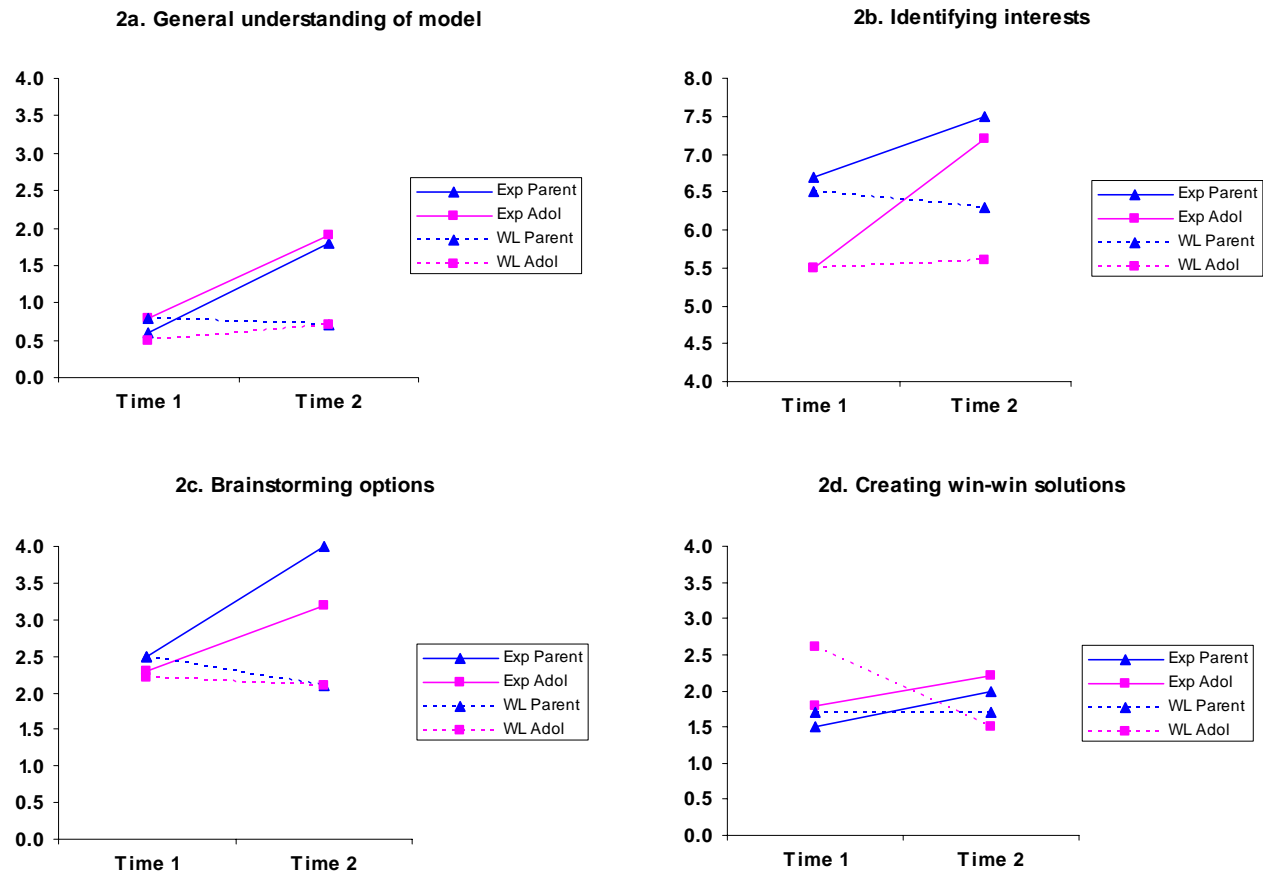 2a. General understanding of model
4.0
3.5
3.0
2.5
2.0
1.5
1.0
0.5
0.0
Time 1 Time 2
Exp Parent
Exp Adol
WL Parent
WL Adol
2b. Identifying interests
8.0
7.5
7.0
6.5
6.0
5.5
5.0
4.5
4.0
Time 1 Time 2
Exp Parent
Exp Adol
WL Parent
WL Adol
2c. Brainstorming options
4.0
3.5
3.0
2.5
2.0
1.5
1.0
0.5
0.0
Time 1 Time 2
Exp Parent
Exp Adol
WL Parent
WL Adol
2d. Creating win-win solutions
4.0
3.5
3.0
2.5
2.0
1.5
1.0
0.5
0.0
Time 1 Time 2
Exp Parent
Exp Adol
WL Parent
WL Adol